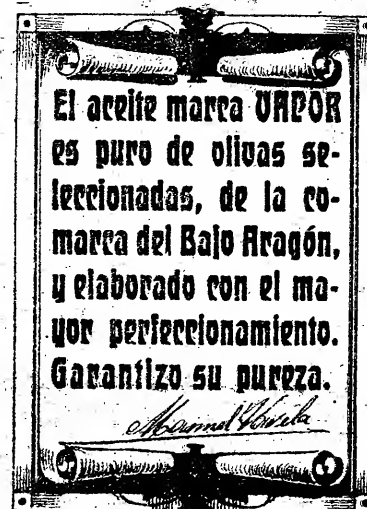 El aceite marca VAPOR
es puro de olivas se-
leccionadas, de la co-
marca del Bajo Aragón,
y elaborado con el ma-
yor perfeccionamiento.
Garantizo su pureza.
Manuel